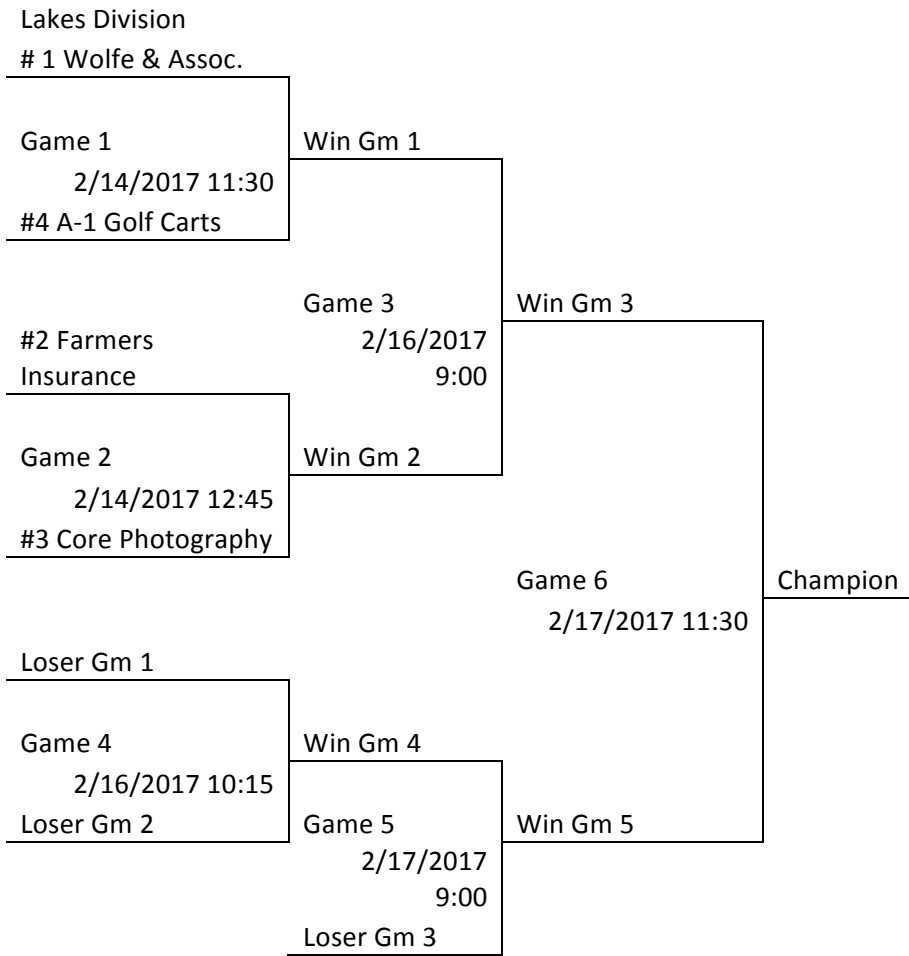 Lakes Division
# 1 Wolfe & Assoc.
Game 1
Win Gm 1
2/14/2017 11:30
#4 A-1 Golf Carts
Game 3
Win Gm 3
#2 Farmers
2/16/2017
Insurance
9:00
Game 2
Win Gm 2
2/14/2017 12:45
#3 Core Photography
Game 6
Champion
2/17/2017 11:30
Loser Gm 1
Game 4
Win Gm 4
2/16/2017 10:15
Loser Gm 2
Game 5
Win Gm 5
2/17/2017
9:00
Loser Gm 3